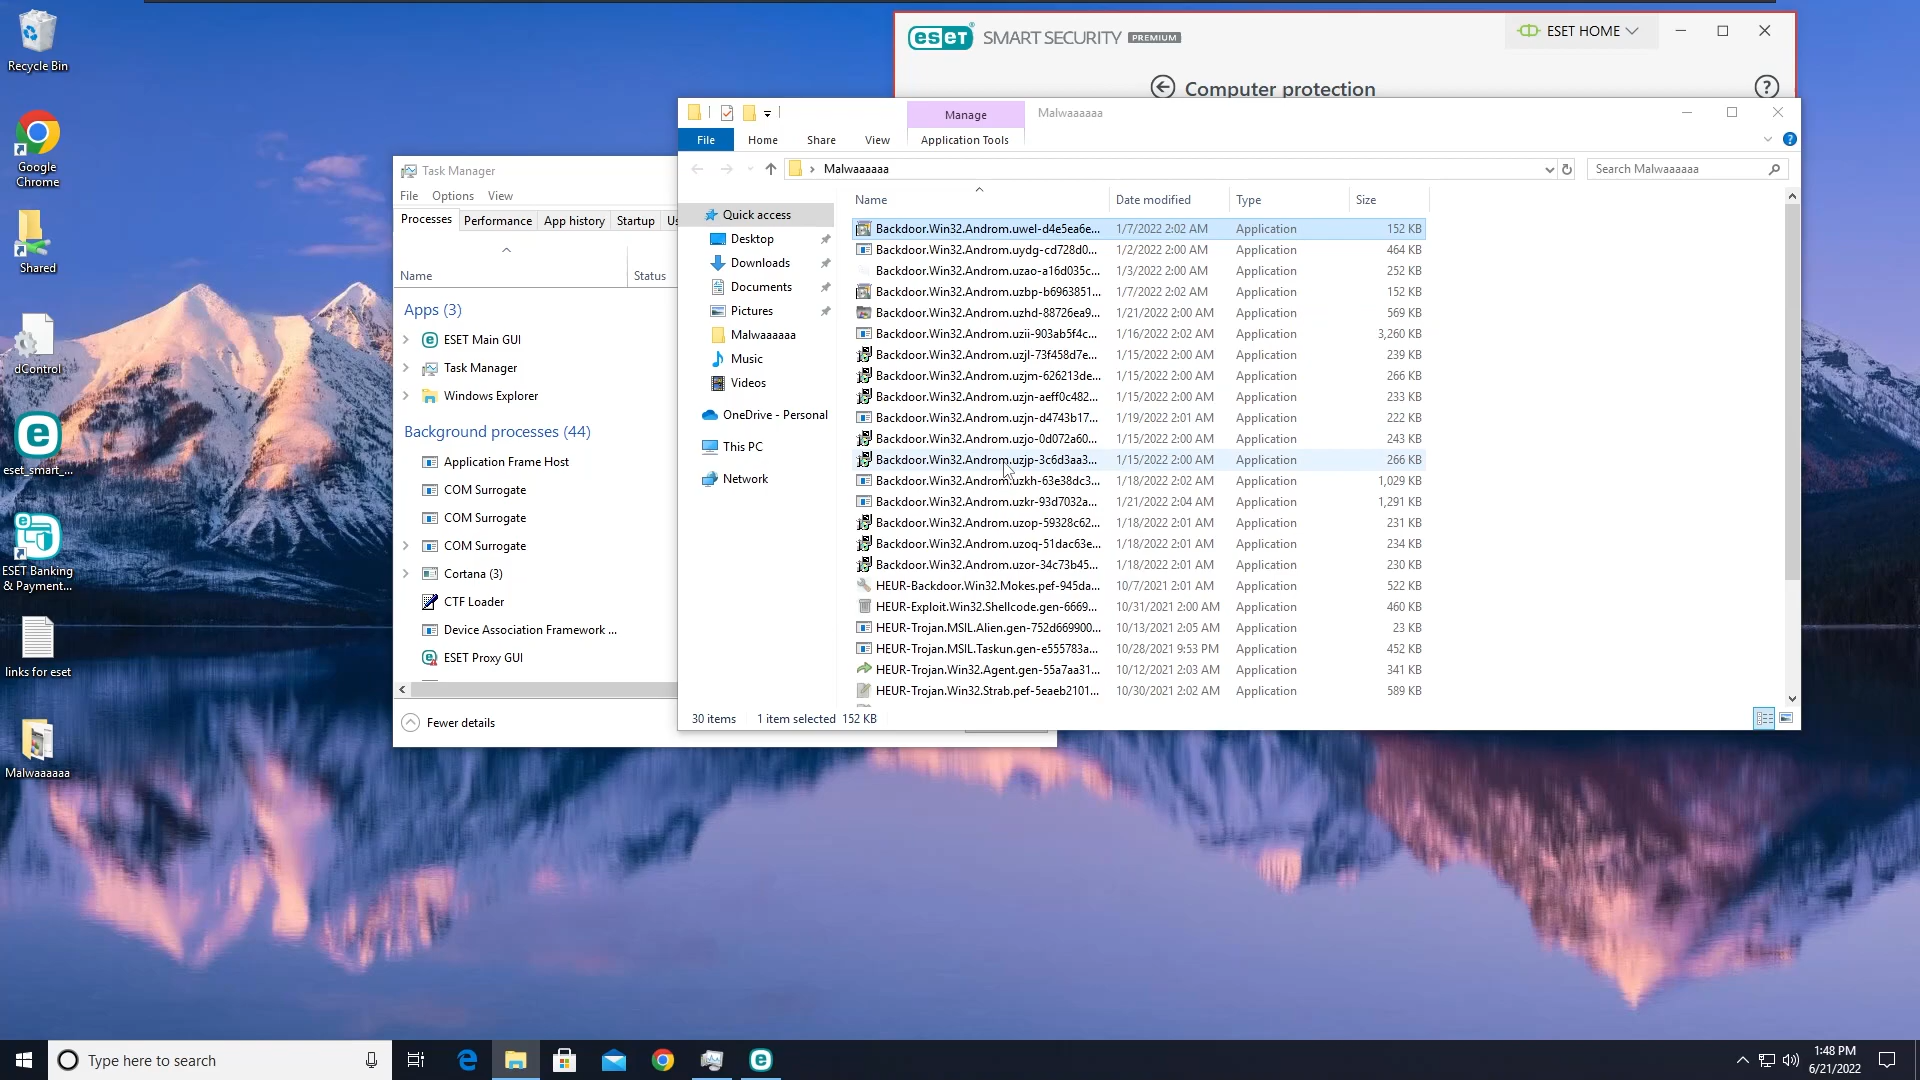 Recycle Bin
Google
Chrome
Shared
dControl
eset_smart_...
ESET Banking
& Payment...
links for eset
Malwaaaaaa
eset SMART SECURITY PREMIUM
ESET HOME
Computer protection
?
Manage
Malwaaaaaa
File Home Share View Application Tools
Malwaaaaaa
Search Malwaaaaaa
Name Date modified Type Size
Quick access
Desktop
Downloads
Documents
Pictures
Malwaaaaaa
Music
Videos
OneDrive - Personal
This PC
Network
Backdoor.Win32.Androm.uwel-d4e5ea6e... 1/7/2022 2:02 AM Application 152 KB
Backdoor.Win32.Androm.uydg-cd728d0... 1/2/2022 2:00 AM Application 464 KB
Backdoor.Win32.Androm.uzao-a16d035c... 1/3/2022 2:00 AM Application 252 KB
Backdoor.Win32.Androm.uzbp-b6963851... 1/7/2022 2:02 AM Application 152 KB
Backdoor.Win32.Androm.uzhd-88726ea9... 1/21/2022 2:00 AM Application 569 KB
Backdoor.Win32.Androm.uzii-903ab5f4c... 1/16/2022 2:02 AM Application 3,260 KB
Backdoor.Win32.Androm.uzjl-73f458d7e... 1/15/2022 2:00 AM Application 239 KB
Backdoor.Win32.Androm.uzjm-626213de... 1/15/2022 2:00 AM Application 266 KB
Backdoor.Win32.Androm.uzjn-aeff0c482... 1/15/2022 2:00 AM Application 233 KB
Backdoor.Win32.Androm.uzjn-d4743b17... 1/19/2022 2:01 AM Application 222 KB
Backdoor.Win32.Androm.uzjo-0d072a60... 1/15/2022 2:00 AM Application 243 KB
Backdoor.Win32.Androm.uzjp-3c6d3aa3... 1/15/2022 2:00 AM Application 266 KB
Backdoor.Win32.Androm.uzkh-63e38dc3... 1/18/2022 2:02 AM Application 1,029 KB
Backdoor.Win32.Androm.uzkr-93d7032a... 1/21/2022 2:04 AM Application 1,291 KB
Backdoor.Win32.Androm.uzop-59328c62... 1/18/2022 2:01 AM Application 231 KB
Backdoor.Win32.Androm.uzoq-51dac63e... 1/18/2022 2:01 AM Application 234 KB
Backdoor.Win32.Androm.uzor-34c73b45... 1/18/2022 2:01 AM Application 230 KB
HEUR-Backdoor.Win32.Mokes.pef-945da... 10/7/2021 2:01 AM Application 522 KB
HEUR-Exploit.Win32.Shellcode.gen-6669... 10/31/2021 2:00 AM Application 460 KB
HEUR-Trojan.MSIL.Alien.gen-752d669900... 10/13/2021 2:05 AM Application 23 KB
HEUR-Trojan.MSIL.Taskun.gen-e555783a... 10/28/2021 9:53 PM Application 452 KB
HEUR-Trojan.Win32.Agent.gen-55a7aa31... 10/12/2021 2:03 AM Application 341 KB
HEUR-Trojan.Win32.Strab.pef-5eaeb2101... 10/30/2021 2:02 AM Application 589 KB
30 items 1 item selected 152 KB
Task Manager
File Options View
Processes Performance App history Startup
Name Status
Apps (3)
ESET Main GUI
Task Manager
Windows Explorer
Background processes (44)
Application Frame Host
COM Surrogate
COM Surrogate
COM Surrogate
Cortana (3)
CTF Loader
Device Association Framework ...
ESET Proxy GUI
Fewer details
Type here to search
1:48 PM
6/21/2022